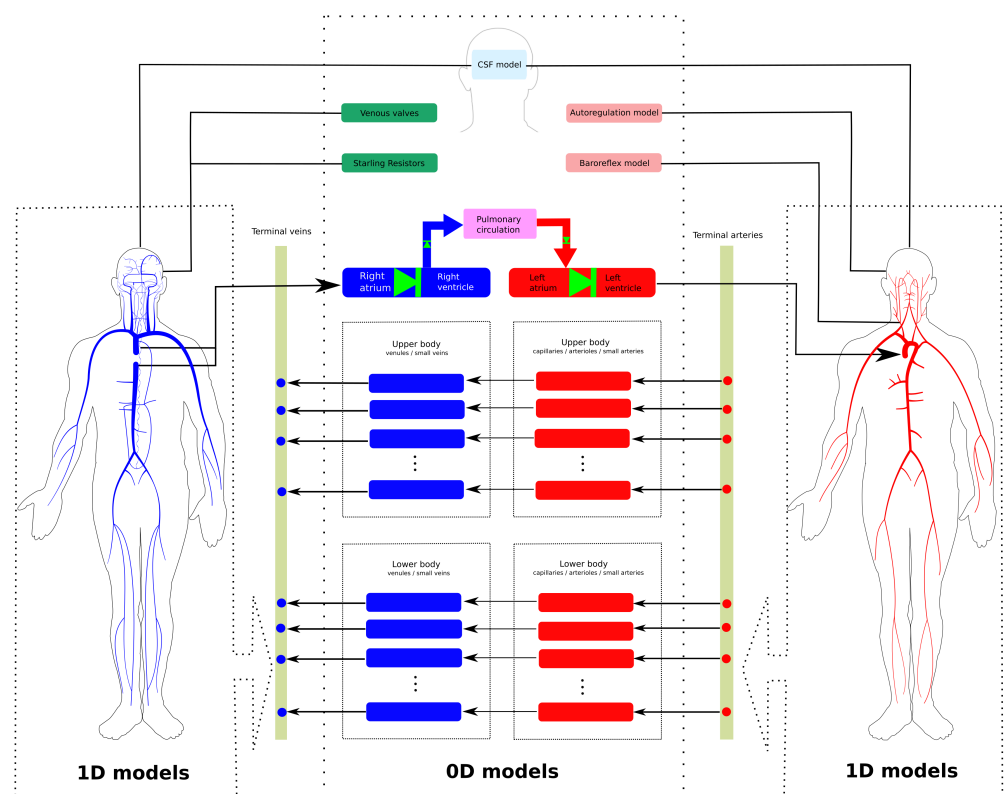 CSF model
Venous valves
Autoregulation model
Starling Resistors
Baroreflex model
Terminal veins
Pulmonary
circulation
Terminal arteries
Right
atrium
Right
ventricle
Left
atrium
Left
ventricle
Upper body
venules / small veins
Upper body
capillaries / arterioles / small arteries
Lower body
venules / small veins
Lower body
capillaries / arterioles / small arteries
1D models
0D models
1D models